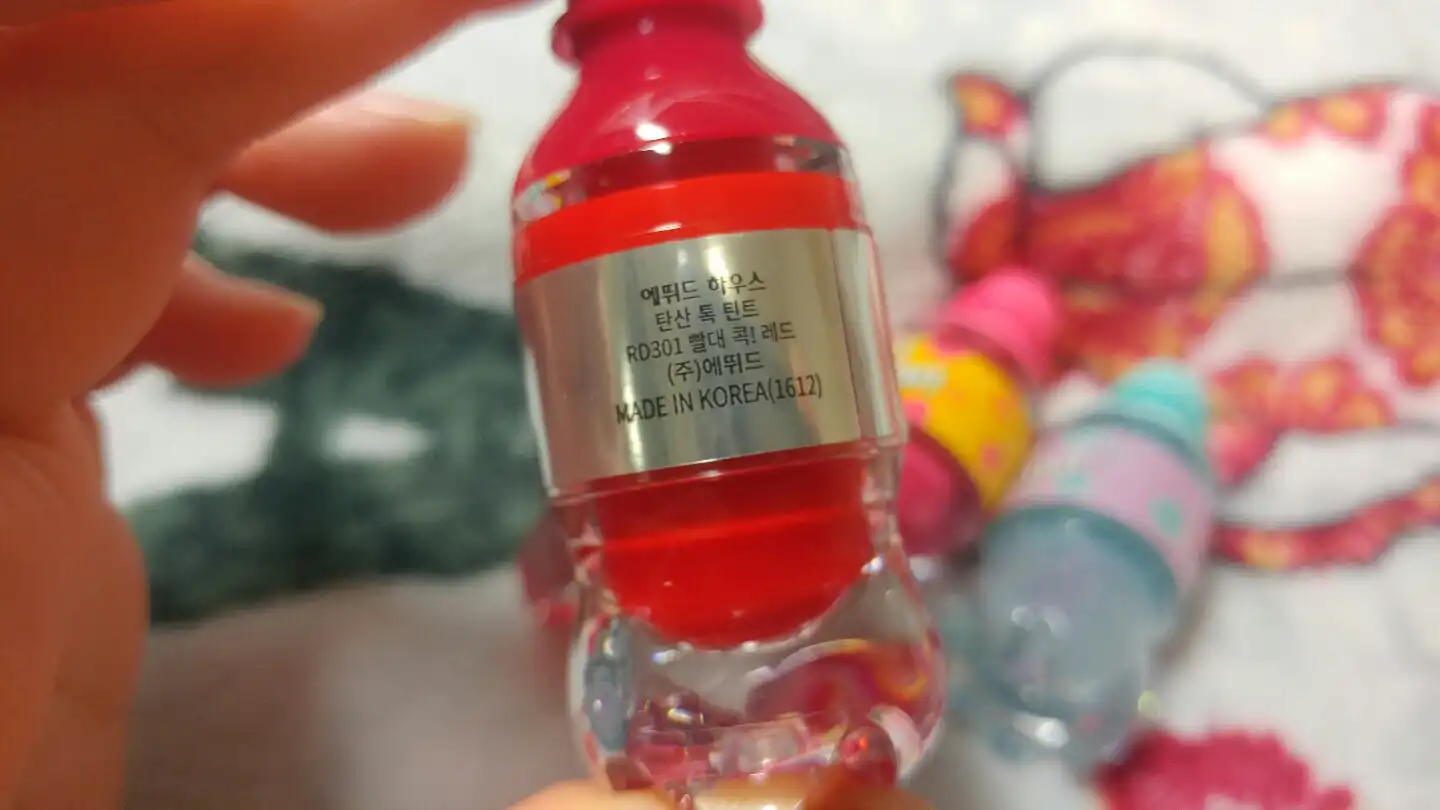 에뛰드 하우스
탄산 톡 틴트
RD301 빨대 콕! 레드
(주)에뛰드
MADE IN KOREA(1612)